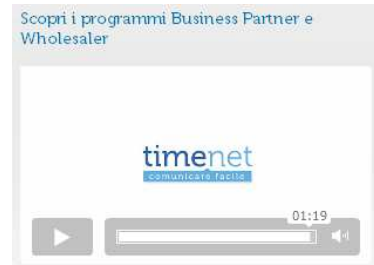 Scopri i programmi Business Partner e
Wholesaler
timenet
comunicare facile
01:19